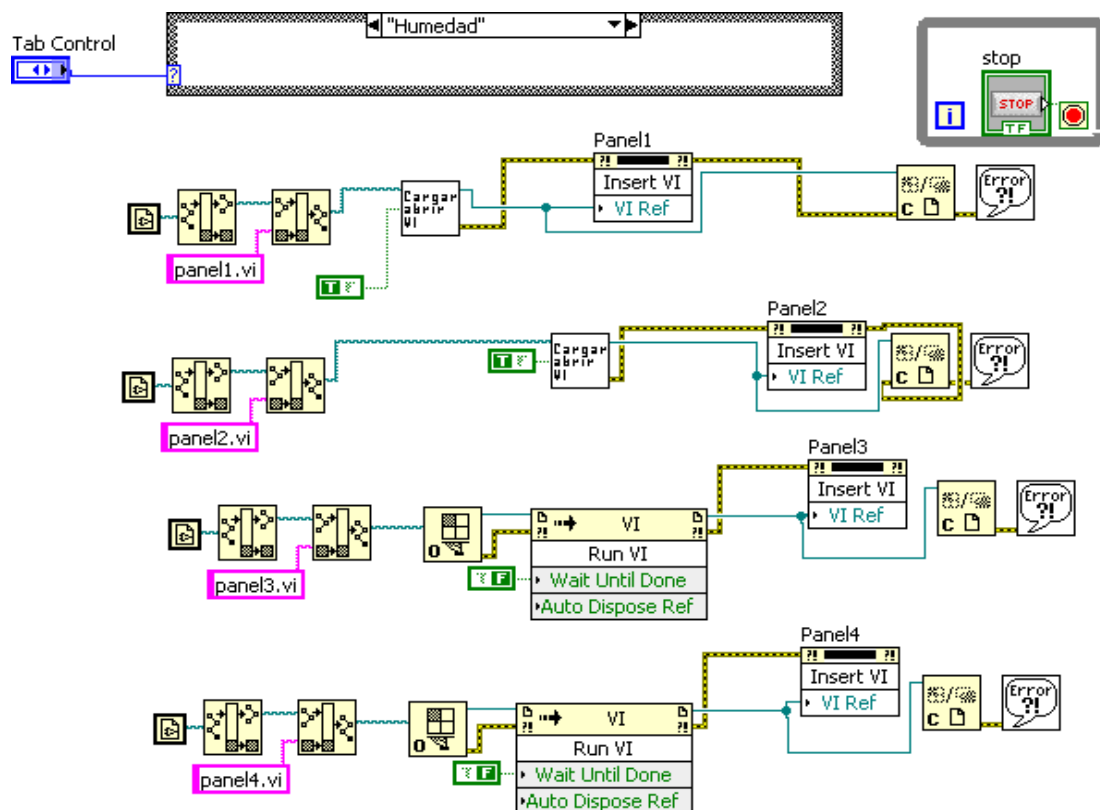 "Humedad"
Tab Control
?
stop
i
STOP
TF
Panel1
?! ?!
Insert VI
VI Ref
Cargar
abrir
VI
C
Error
?!
panel1.vi
T
Panel2
?! ?!
Insert VI
VI Ref
Cargar
abrir
VI
T
C
Error
?!
panel2.vi
Panel3
?! ?!
Insert VI
VI Ref
C
Error
?!
O
?! VI ?!
Run VI
F
Wait Until Done
Auto Dispose Ref
panel3.vi
Panel4
?! ?!
Insert VI
VI Ref
C
Error
?!
O
?! VI ?!
Run VI
F
Wait Until Done
Auto Dispose Ref
panel4.vi